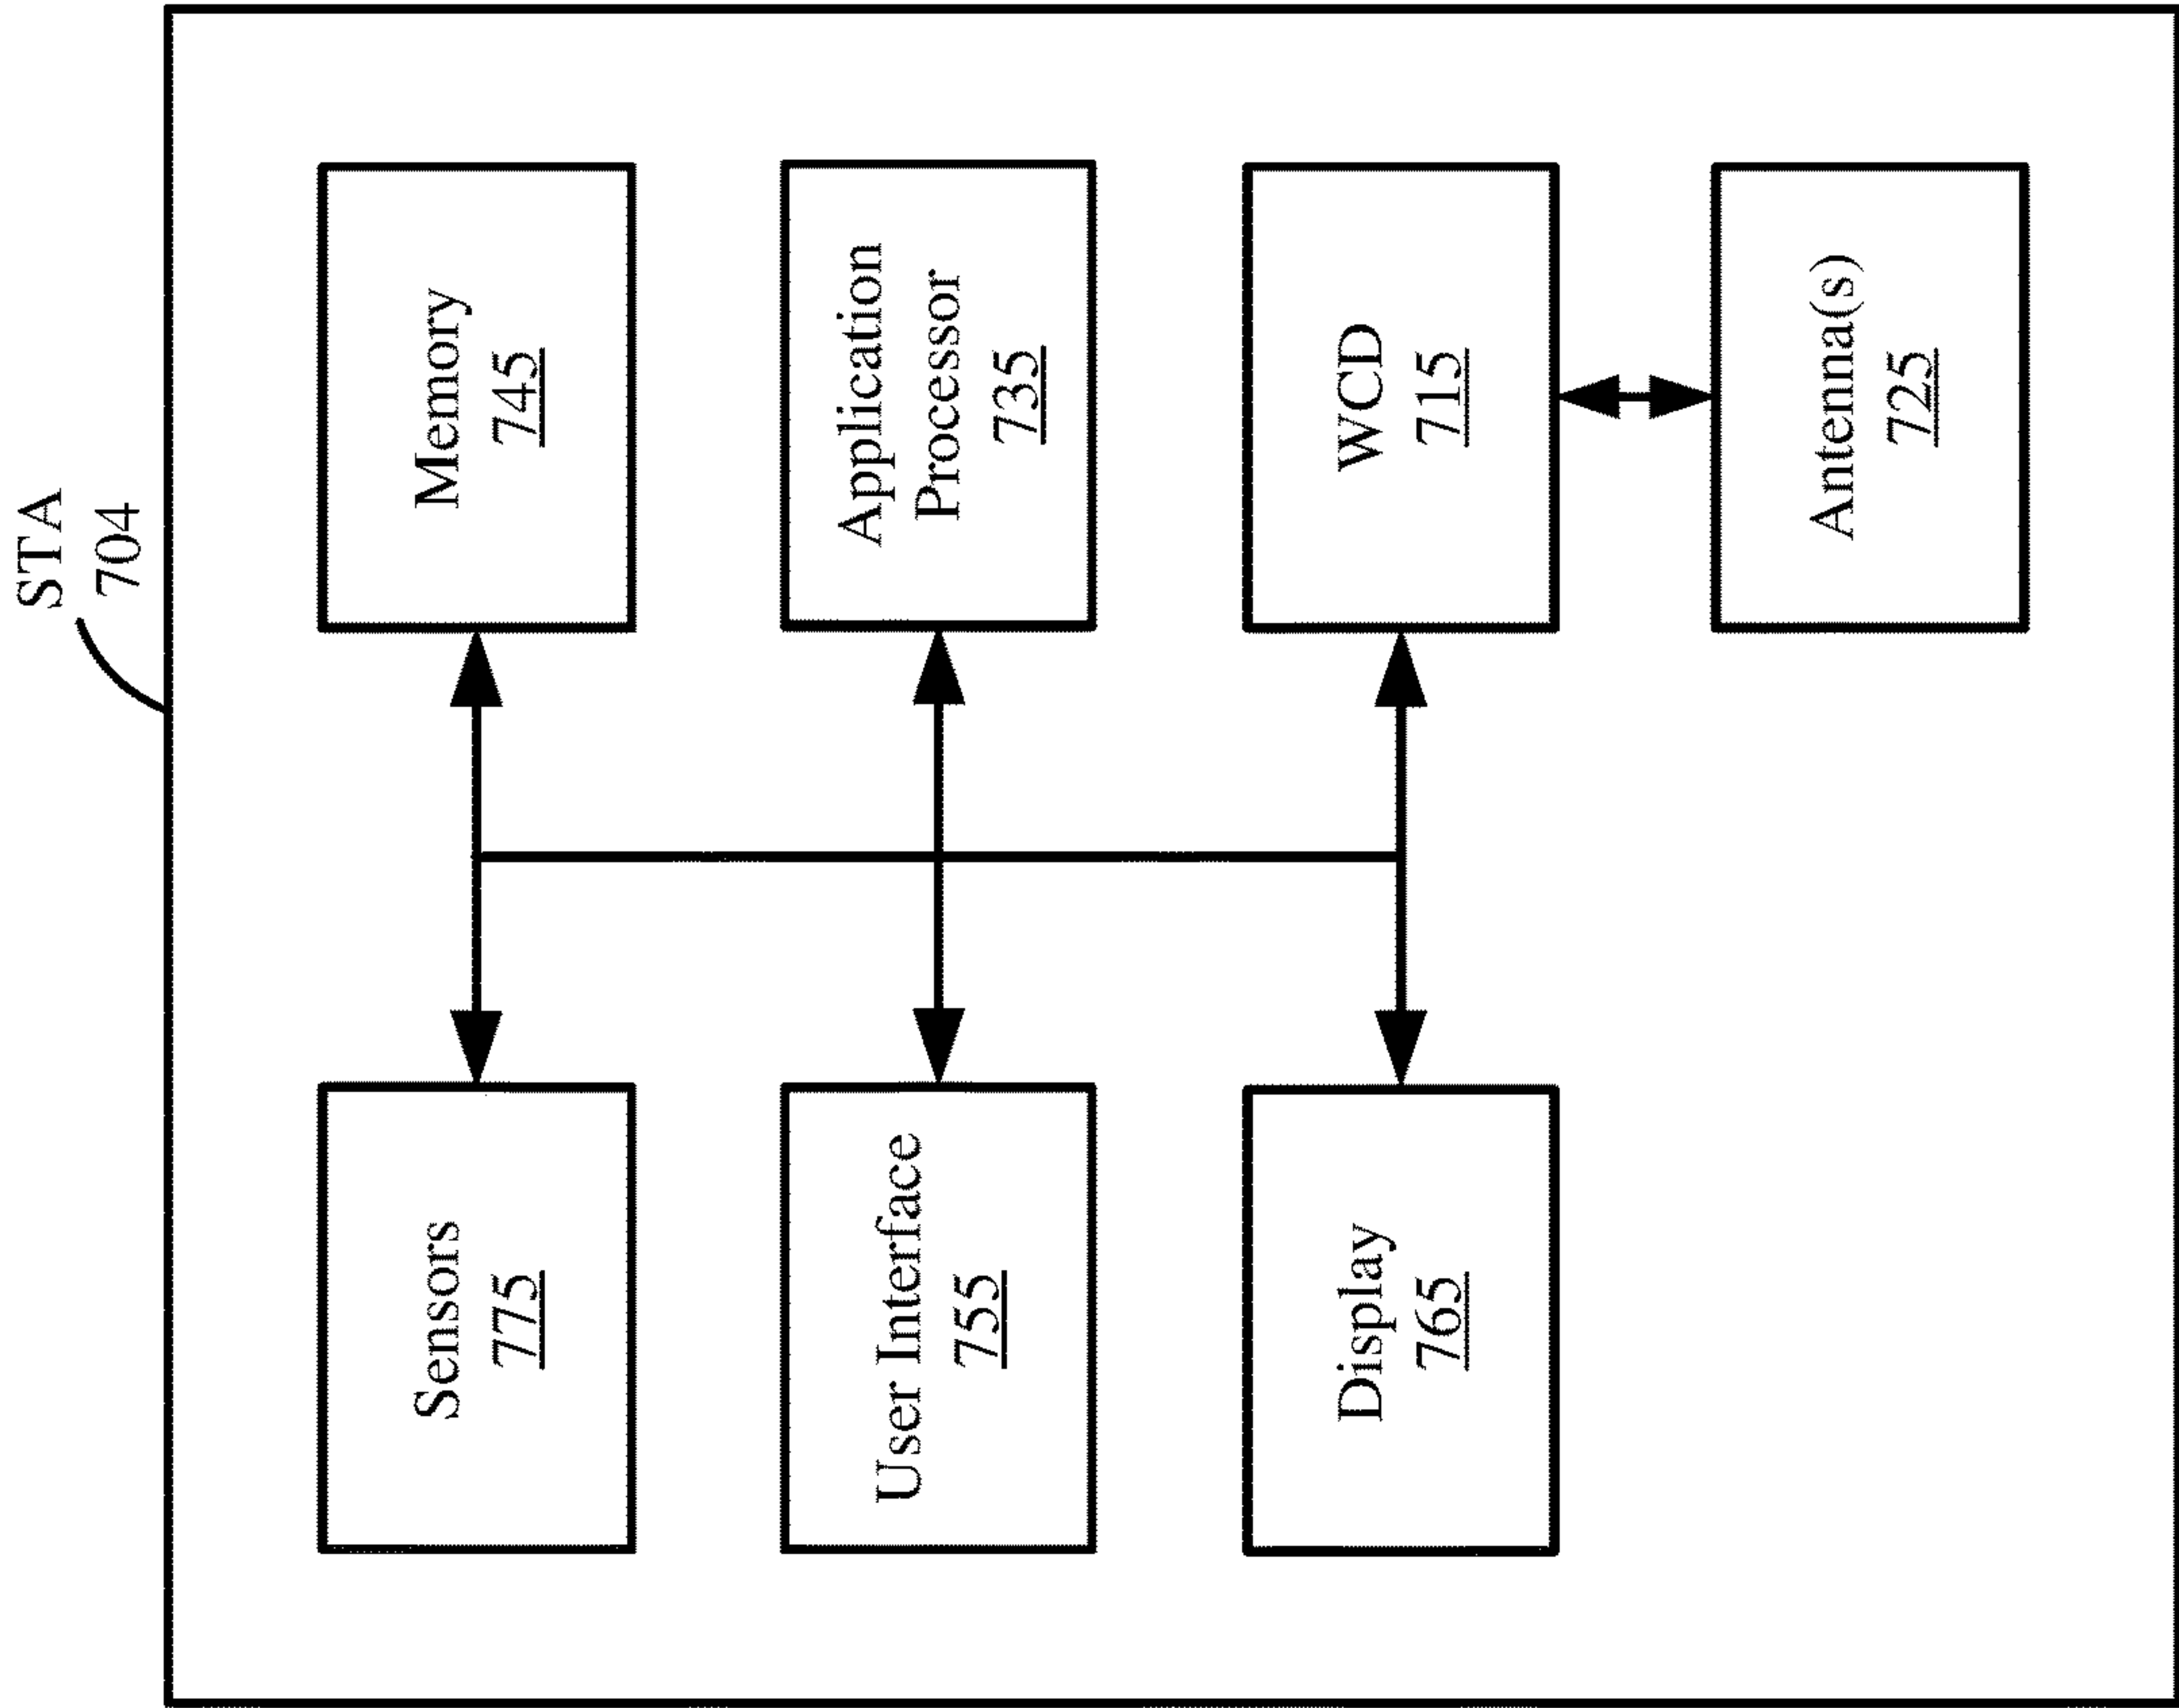 STA
704
Sensors
775
Memory
745
User Interface
755
Application
Processor
735
Display
765
WCD
715
Antenna(s)
725